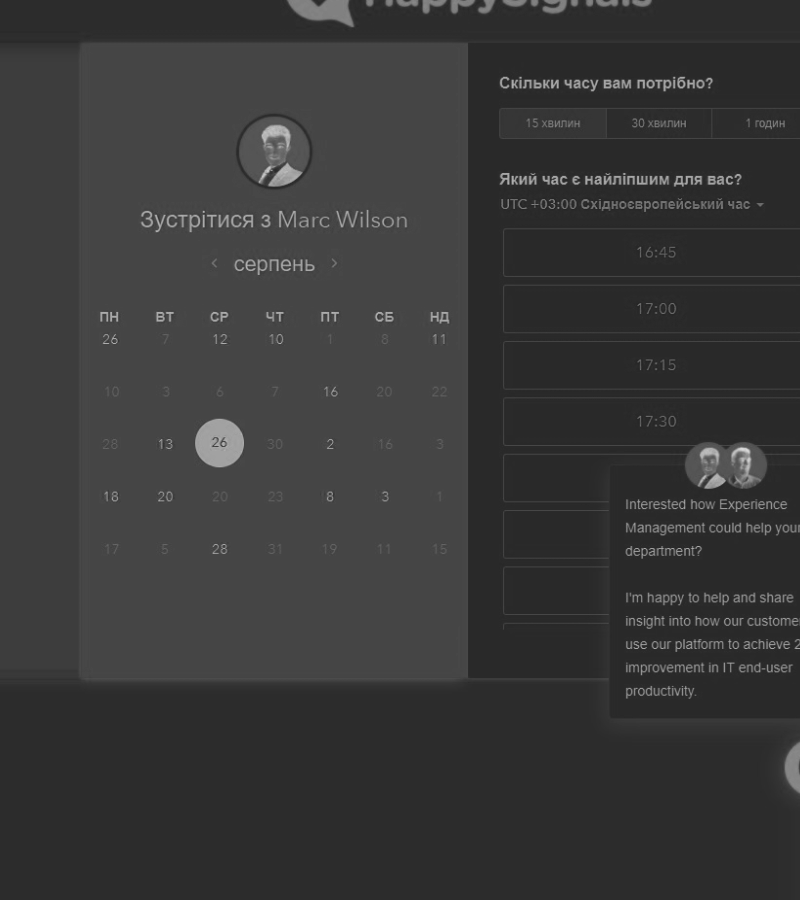 HappySignals
Зустрітися з Marc Wilson
серпень
ПН ВТ СР ЧТ ПТ СБ НД
26 7 12 10 1 8 11
10 3 6 7 16 20 22
28 13 26 30 2 16 3
18 20 20 23 8 3 1
17 5 28 31 19 11 15
Скільки часу вам потрібно?
15 хвилин 30 хвилин 1 годин
Який час є найліпшим для вас?
UTC +03:00 Східноєвропейський час
16:45
17:00
17:15
17:30
Interested how Experience
Management could help your
department?
I'm happy to help and share
insight into how our custome
use our platform to achieve 2
improvement in IT end-user
productivity.